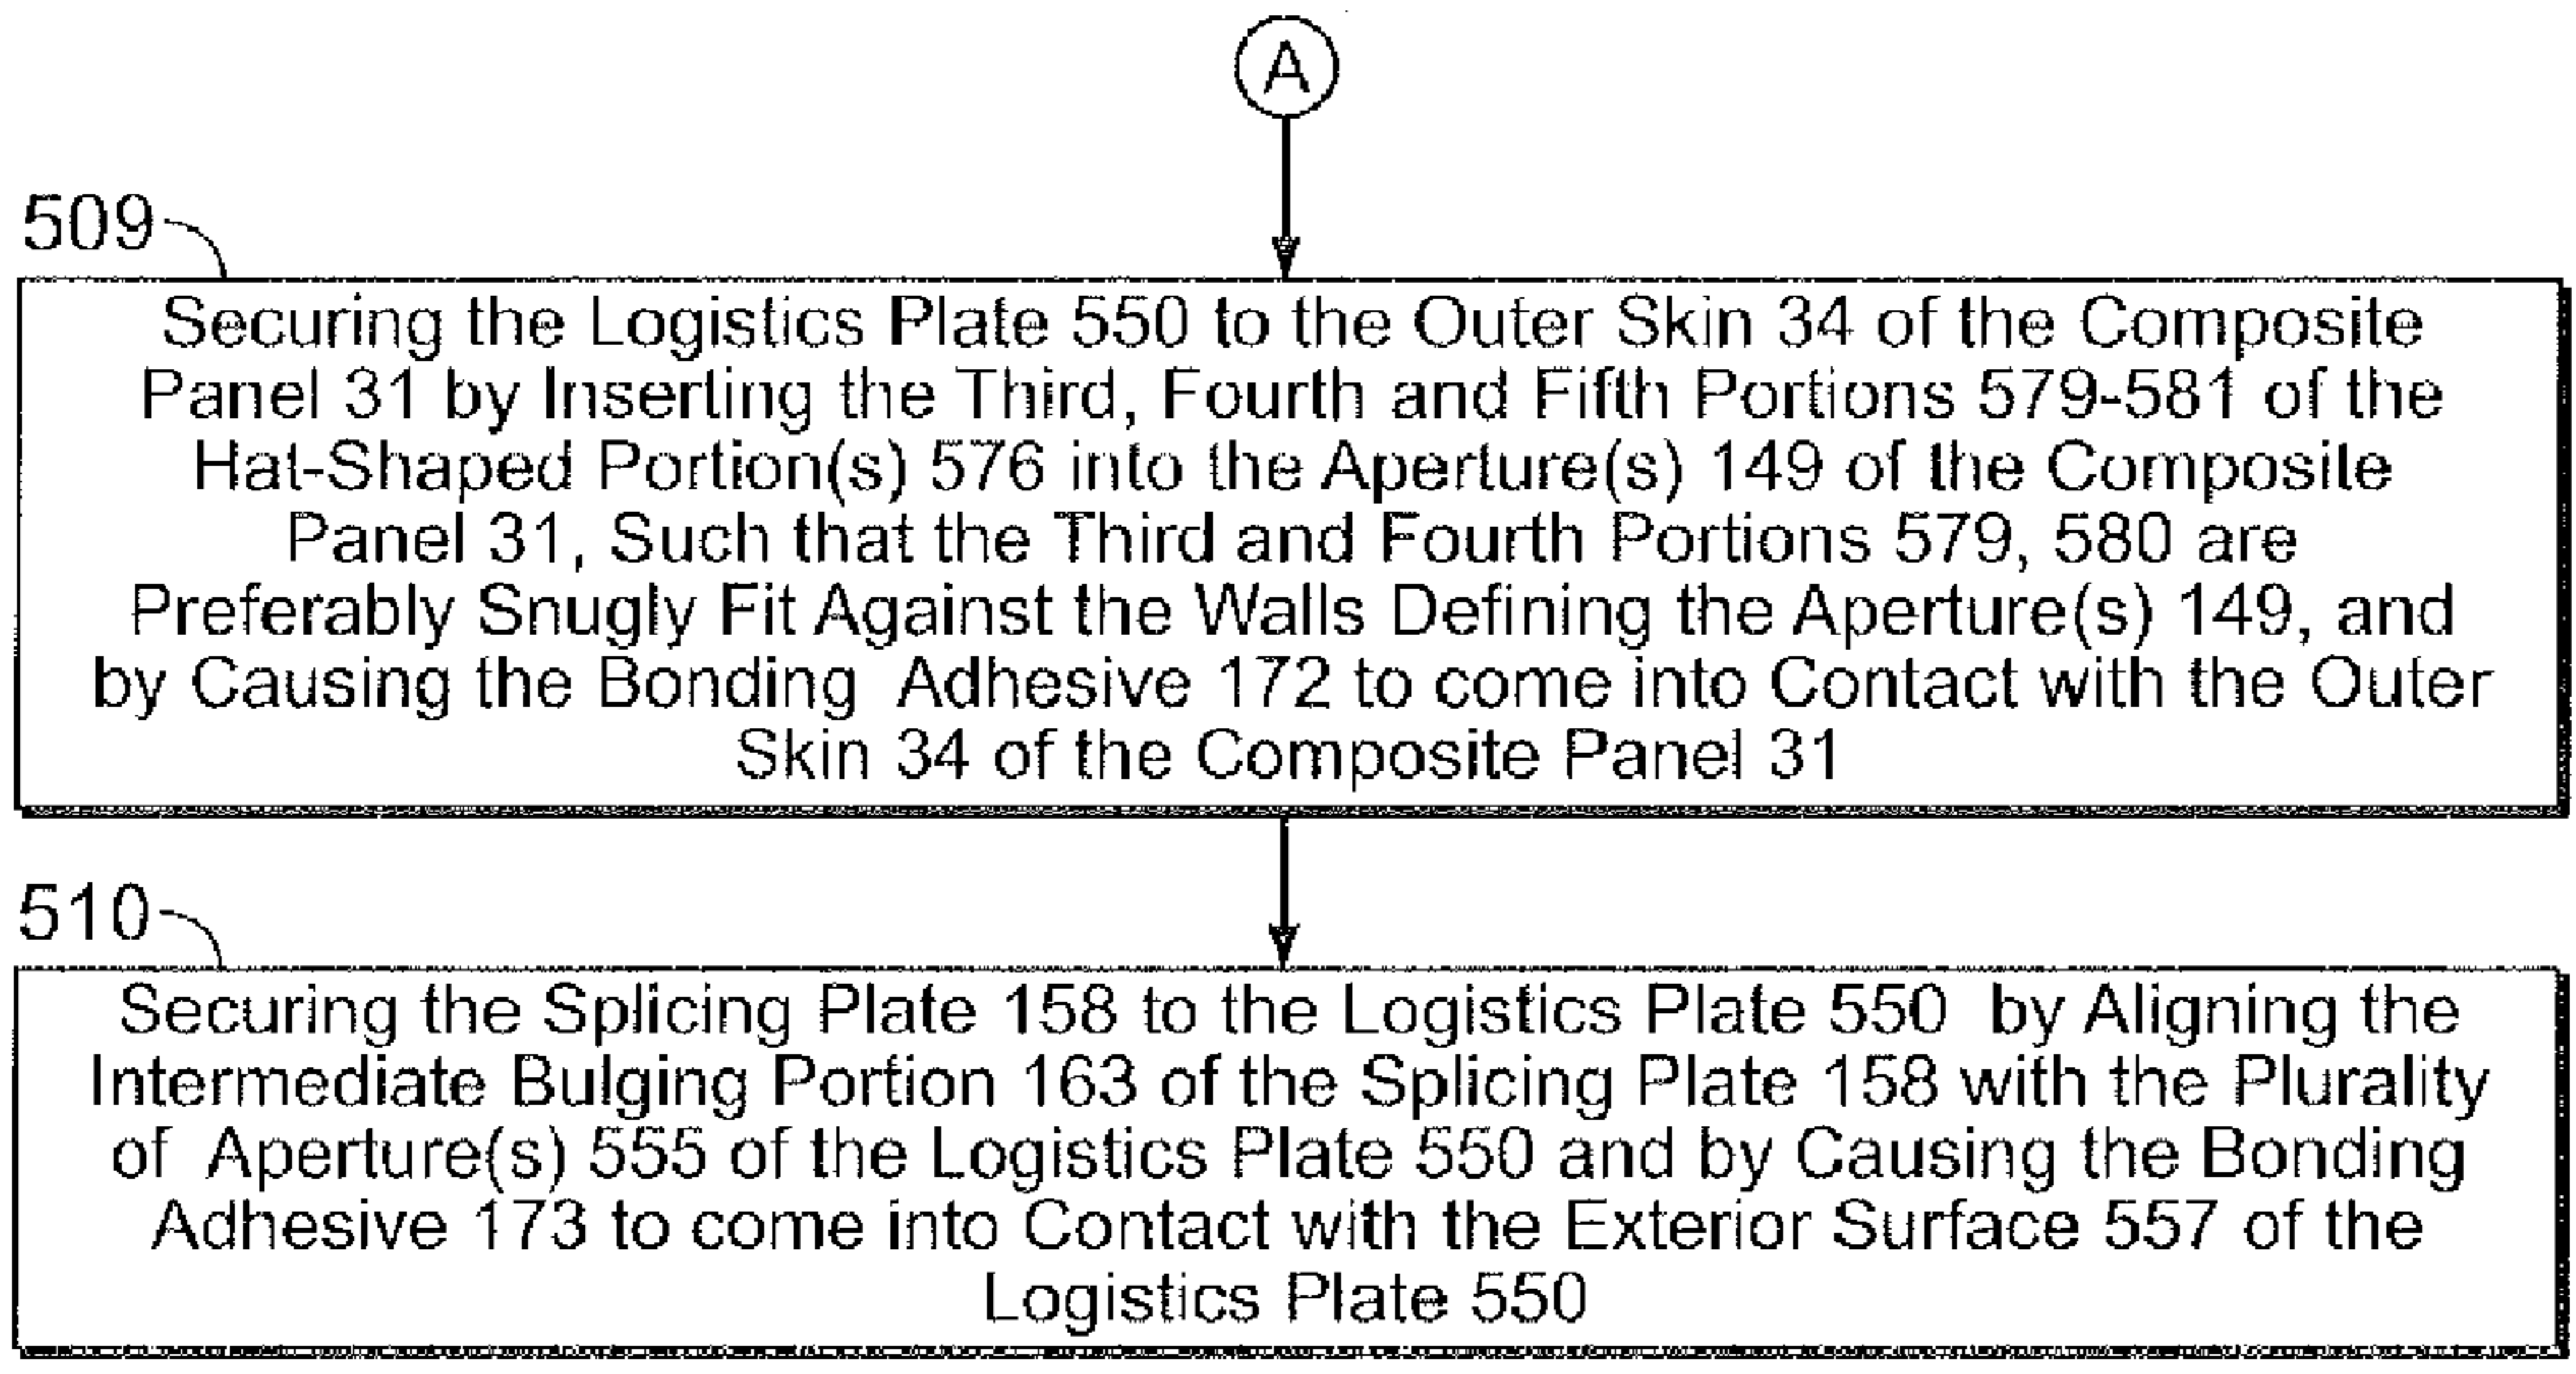 A
509
Securing the Logistics Plate 550 to the Outer Skin 34 of the Composite
Panel 31 by Inserting the Third, Fourth and Fifth Portions 579-581 of the
Hat-Shaped Portion(s) 576 into the Aperture(s) 149 of the Composite
Panel 31, Such that the Third and Fourth Portions 579, 580 are
Preferably Snugly Fit Against the Walls Defining the Aperture(s) 149, and
by Causing the Bonding Adhesive 172 to come into Contact with the Outer
Skin 34 of the Composite Panel 31
510
Securing the Splicing Plate 158 to the Logistics Plate 550 by Aligning the
Intermediate Bulging Portion 163 of the Splicing Plate 158 with the Plurality
of Aperture(s) 555 of the Logistics Plate 550 and by Causing the Bonding
Adhesive 173 to come into Contact with the Exterior Surface 557 of the
Logistics Plate 550